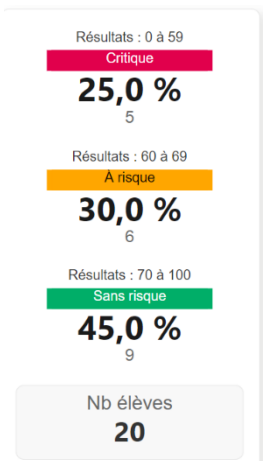 Résultats : 0 à 59
Critique
25,0 %
5
Résultats : 60 à 69
À risque
30,0 %
6
Résultats : 70 à 100
Sans risque
45,0 %
9
Nb élèves
20